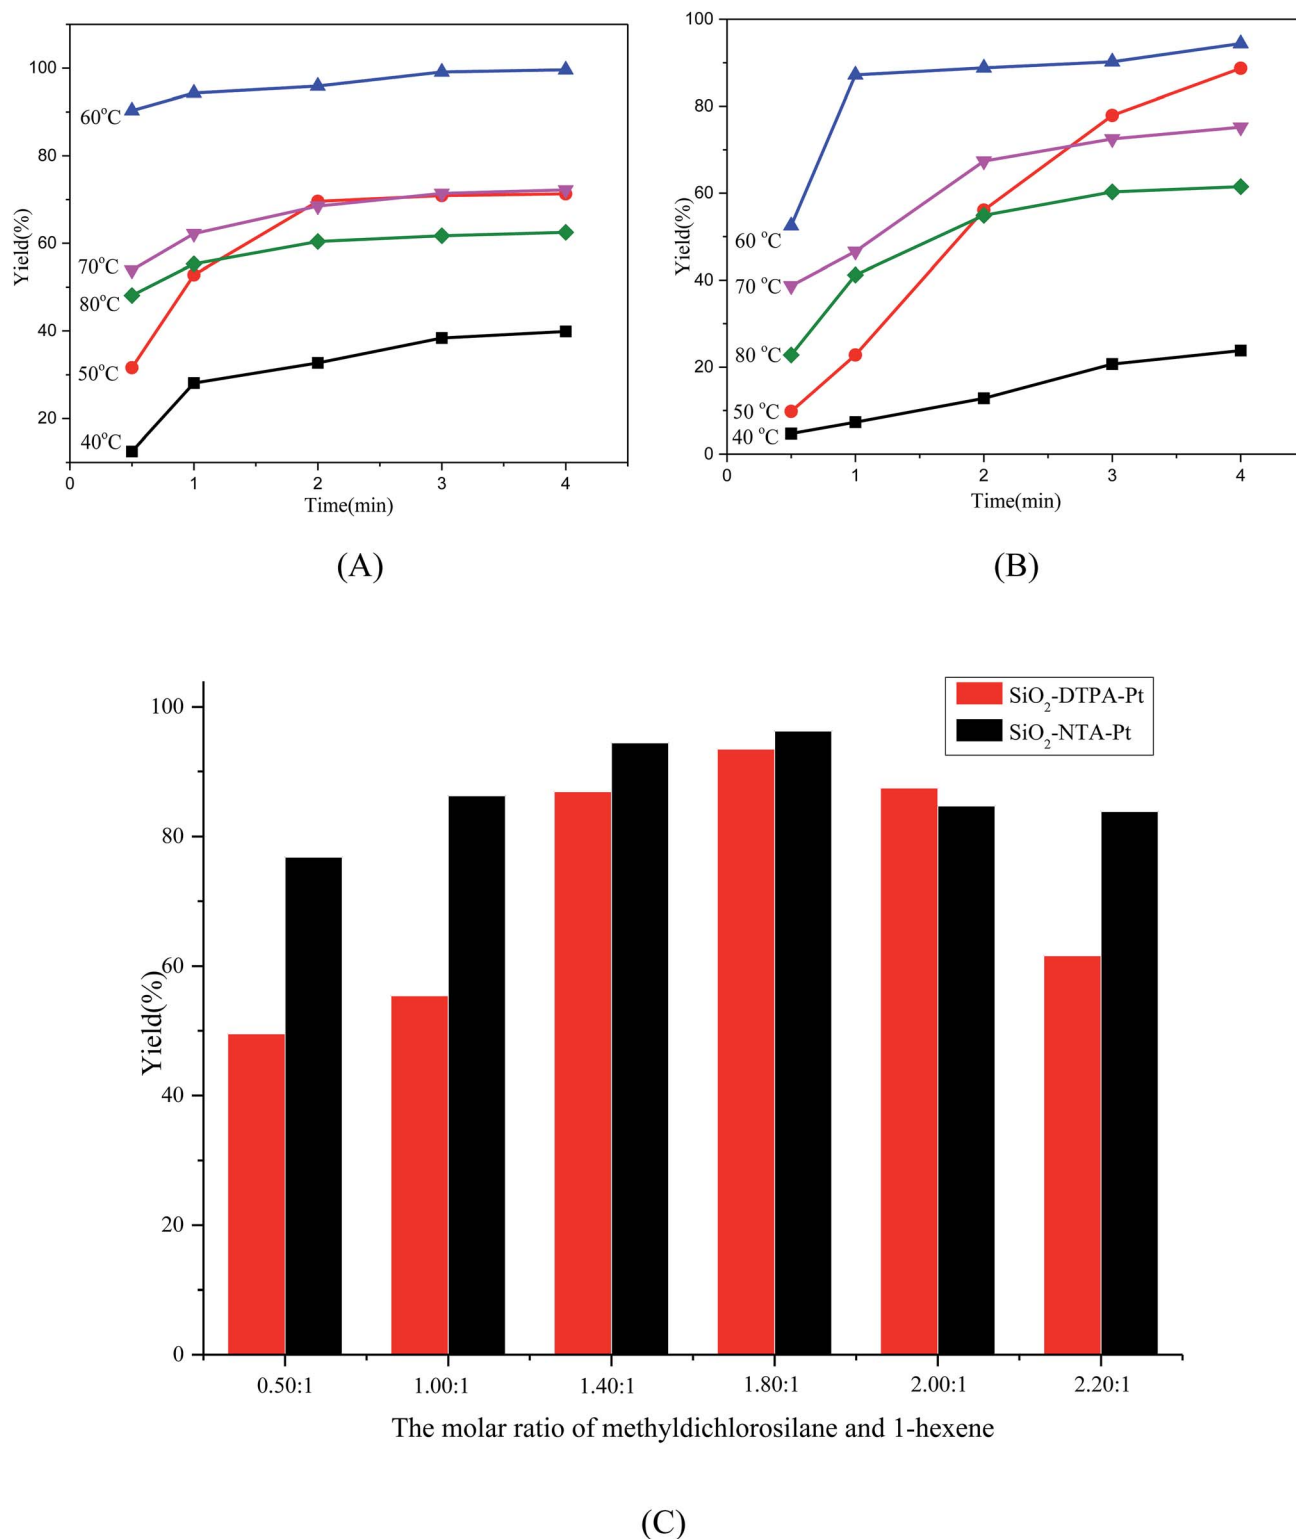 100
80
60
40
20
Yield(%)
60°C
70°C
80°C
50°C
40°C
0 1 2 3 4
Time(min)
(A)
100
80
60
40
20
0
Yield(%)
60 °C
70 °C
80 °C
50 °C
40 °C
0 1 2 3 4
Time(min)
(B)
100
80
60
40
20
0
Yield(%)
SiO₂-DTPA-Pt
SiO₂-NTA-Pt
0.50:1 1.00:1 1.40:1 1.80:1 2.00:1 2.20:1
The molar ratio of methyldichlorosilane and 1-hexene
(C)